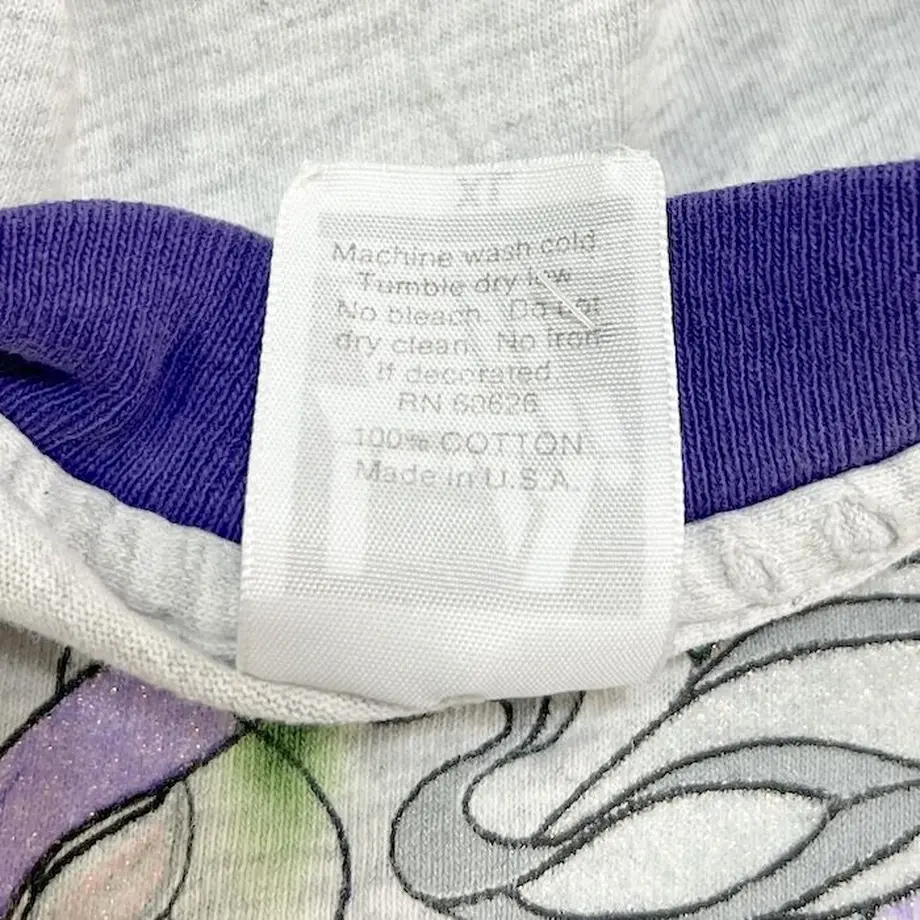 Machine wash cold
Tumble dry low
No bleach. Do not
dry clean. No iron
if decorated
RN 60626
100% COTTON
Made in U.S.A.